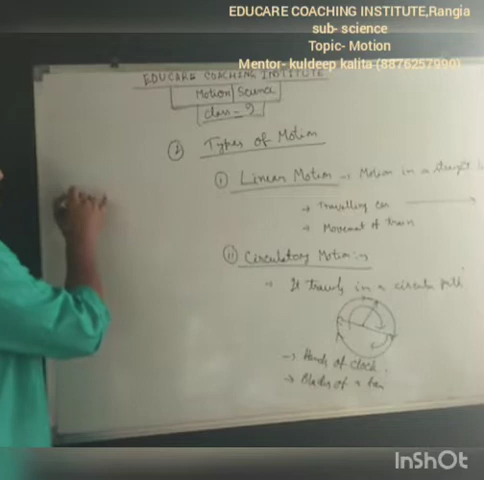 EDUCARE COACHING INSTITUTE,Rangia
sub- science
Topic- Motion
Mentor- kuldeep kalita (8876257990)
EDUCARE COACHING INSTITUTE
Motion | Science
class - 9
Types of Motion
(i) Linear Motion → Motion in a straight
→ Travelling car
→ Movement of train
(ii) Circulatory Motion :→
It travels in a circular path
→ Hands of clock.
→ Blades of a fan
InShOt